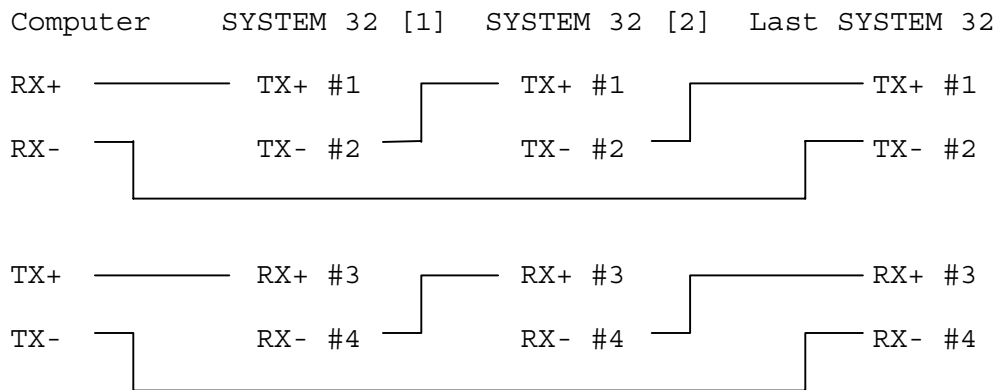 Computer SYSTEM 32 [1] SYSTEM 32 [2] Last SYSTEM 32
RX+ TX+ #1 TX+ #1 TX+ #1
RX- TX- #2 TX- #2 TX- #2
TX+ RX+ #3 RX+ #3 RX+ #3
TX- RX- #4 RX- #4 RX- #4